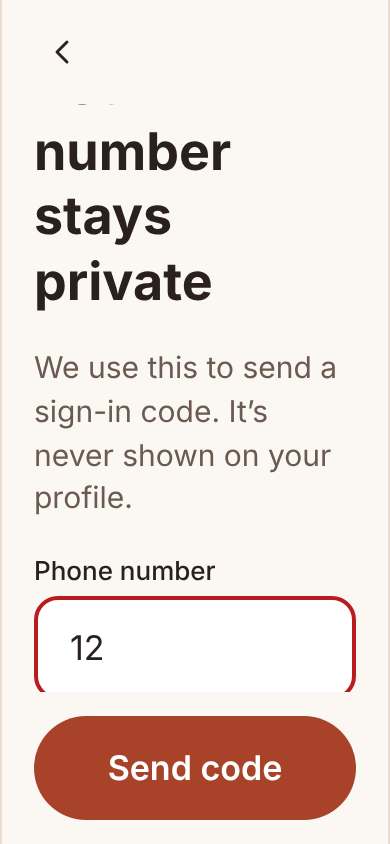 number
stays
private
We use this to send a
sign-in code. It’s
never shown on your
profile.
Phone number
12
Send code